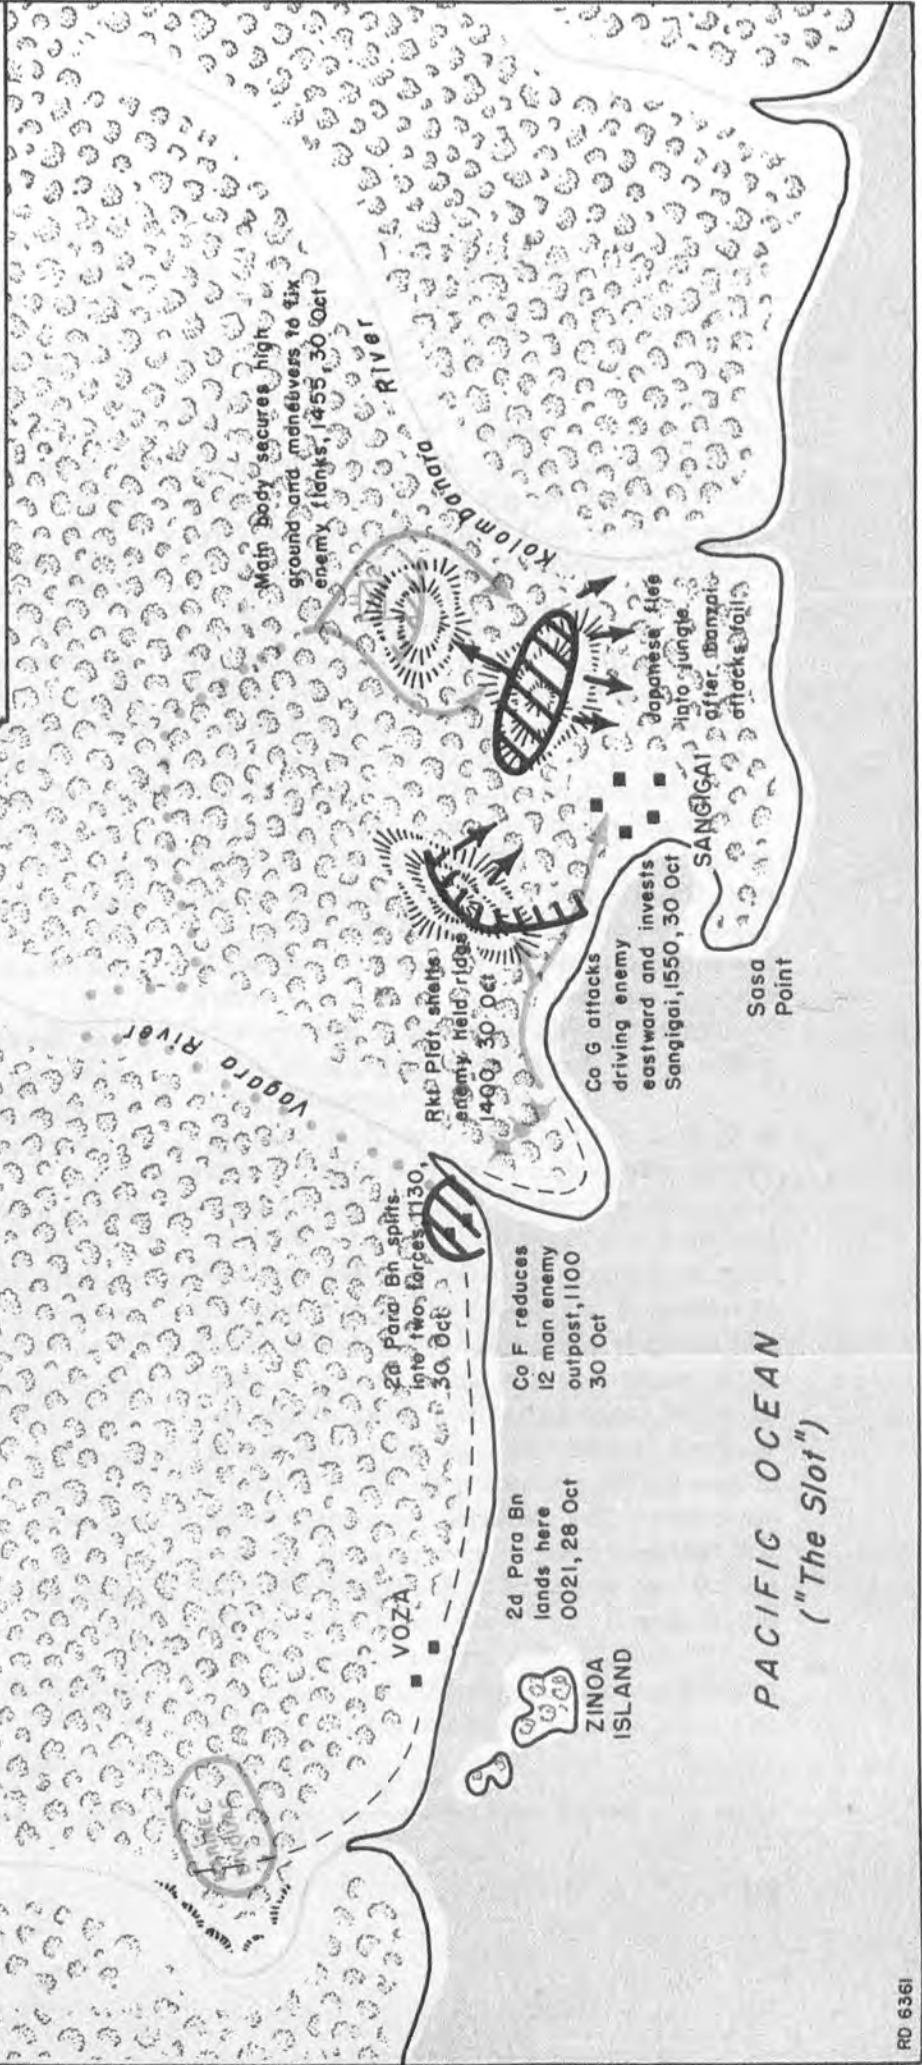 Main body secures high
ground and maneuvers to fix
enemy flanks, 1455, 30 Oct
River
Kolombanara
Japanese flee
into jungle
after banzai
attacks fail
SANGIGAI
Rkt Pldt shells
enemy held ridge
1400, 30 Oct
Co G attacks
driving enemy
eastward and invests
Sangigai, 1550, 30 Oct
Sasa
Point
Vagara River
2d Para Bn splits
into two forces, 1130,
30 Oct
Co F reduces
12 man enemy
outpost, 1100
30 Oct
2d Para Bn
lands here
0021, 28 Oct
VOZA
ZINOA
ISLAND
PACIFIC OCEAN
("The Slot")
RD 6361